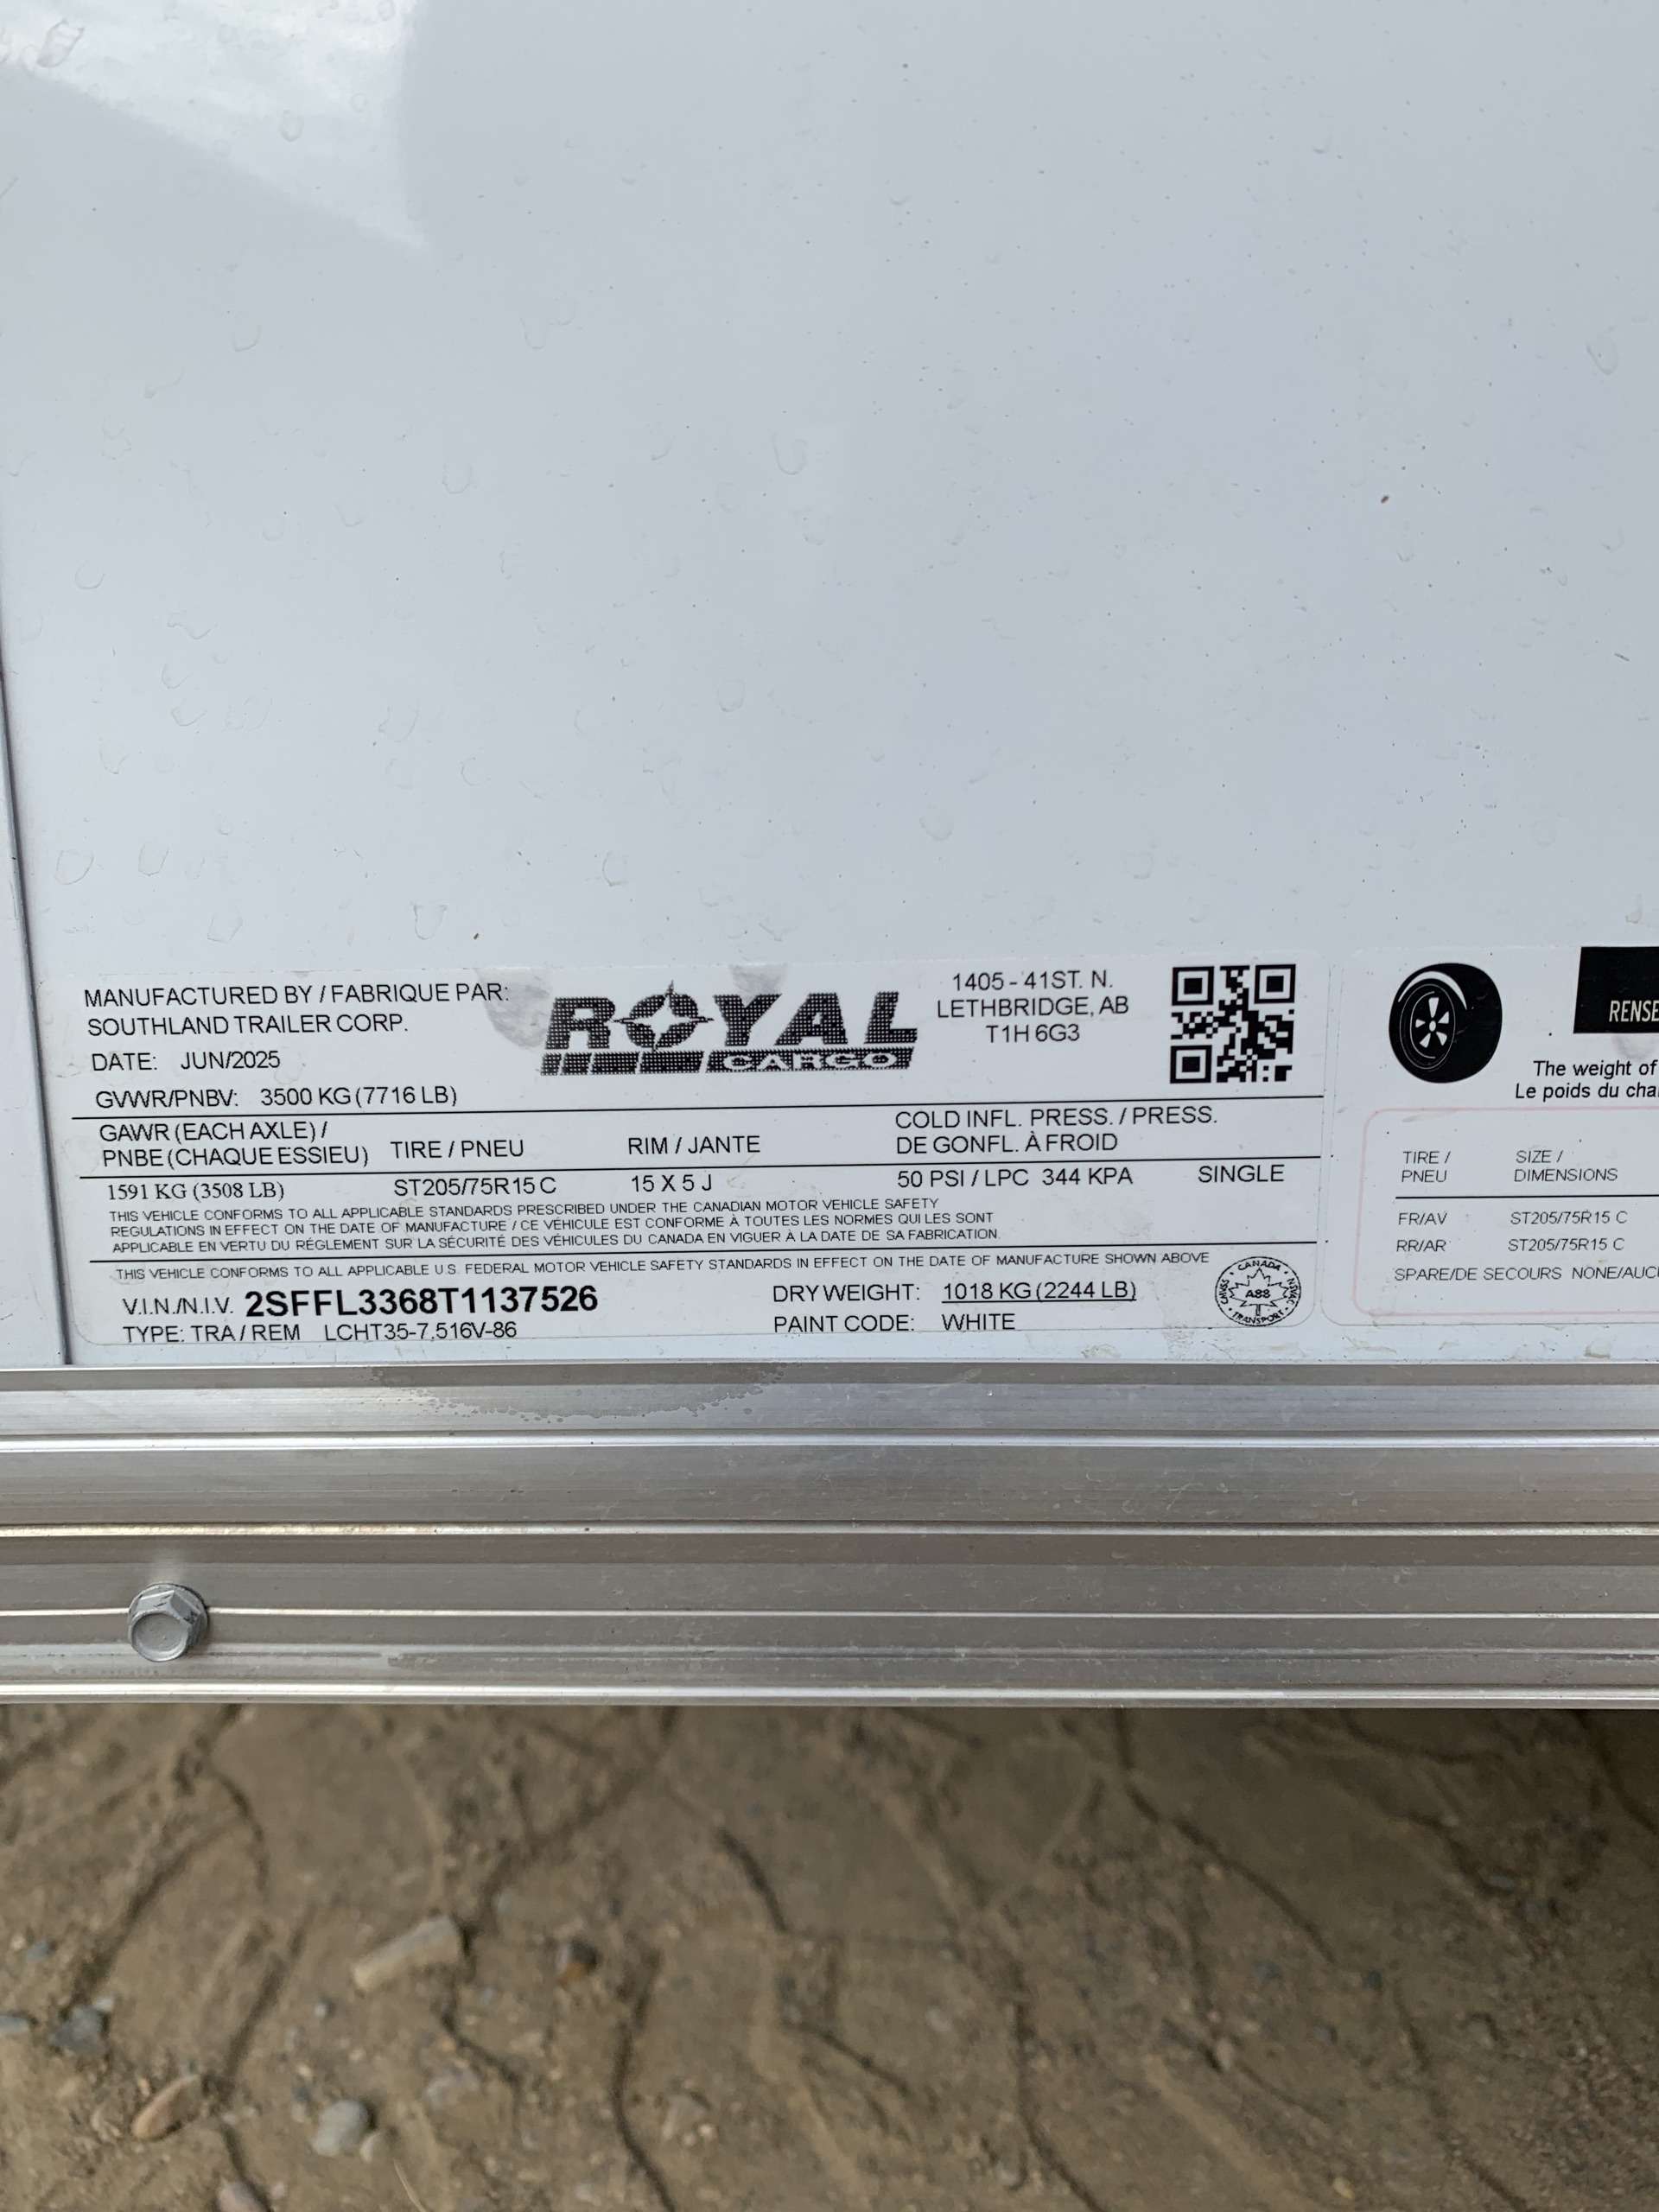 MANUFACTURED BY / FABRIQUE PAR:
SOUTHLAND TRAILER CORP.
DATE: JUN/2025
GVWR/PNBV: 3500 KG (7716 LB)
ROYAL
CARGO
1405 - 41ST. N.
LETHBRIDGE, AB
T1H 6G3
GAWR (EACH AXLE) /
PNBE (CHAQUE ESSIEU)
TIRE / PNEU
RIM / JANTE
COLD INFL. PRESS. / PRESS.
DE GONFL. À FROID
1591 KG (3508 LB) ST205/75R15 C 15 X 5 J 50 PSI / LPC 344 KPA SINGLE
THIS VEHICLE CONFORMS TO ALL APPLICABLE STANDARDS PRESCRIBED UNDER THE CANADIAN MOTOR VEHICLE SAFETY
REGULATIONS IN EFFECT ON THE DATE OF MANUFACTURE / CE VÉHICULE EST CONFORME À TOUTES LES NORMES QUI LES SONT
APPLICABLE EN VERTU DU RÉGLEMENT SUR LA SÉCURITÉ DES VÉHICULES DU CANADA EN VIGUER À LA DATE DE SA FABRICATION.
THIS VEHICLE CONFORMS TO ALL APPLICABLE U.S. FEDERAL MOTOR VEHICLE SAFETY STANDARDS IN EFFECT ON THE DATE OF MANUFACTURE SHOWN ABOVE
V.I.N./N.I.V. 2SFFL3368T1137526
TYPE: TRA / REM LCHT35-7.516V-86
DRY WEIGHT: 1018 KG (2244 LB)
PAINT CODE: WHITE
CANADA
A88
TRANSPORT
RENSE
The weight of
Le poids du cha
TIRE /
PNEU
SIZE /
DIMENSIONS
FR/AV ST205/75R15 C
RR/AR ST205/75R15 C
SPARE/DE SECOURS NONE/AUCU